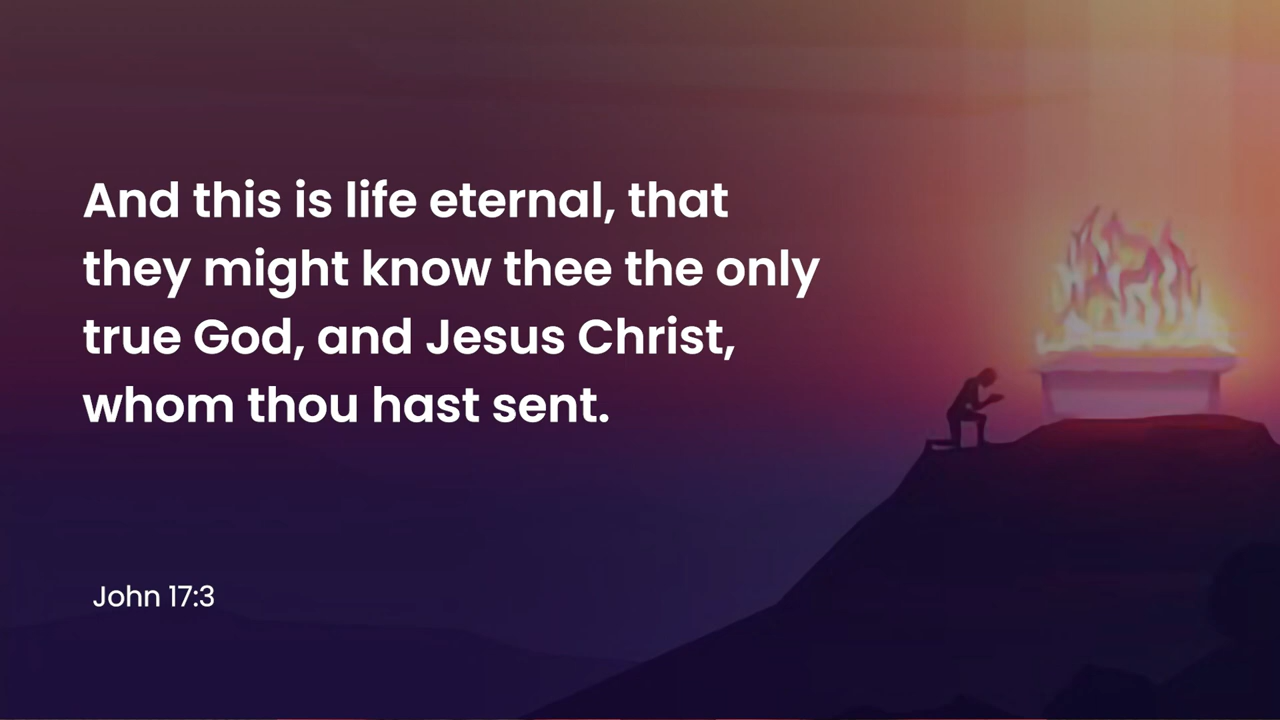 And this is life eternal, that
they might know thee the only
true God, and Jesus Christ,
whom thou hast sent.
John 17:3